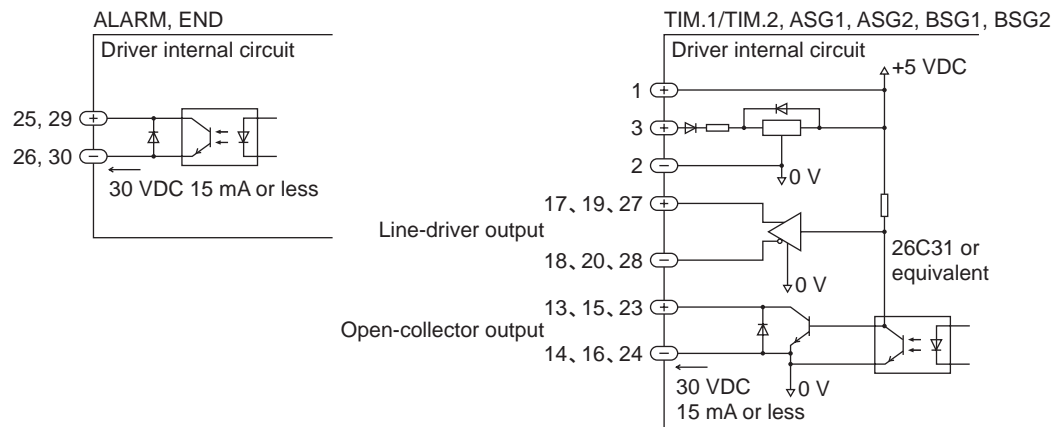 ALARM, END
Driver internal circuit
25, 29
26, 30
30 VDC 15 mA or less
TIM.1/TIM.2, ASG1, ASG2, BSG1, BSG2
Driver internal circuit
+5 VDC
1
3
2
0 V
17、19、27
Line-driver output
18、20、28
26C31 or
equivalent
0 V
13, 15, 23
Open-collector output
14, 16, 24
0 V
30 VDC
15 mA or less